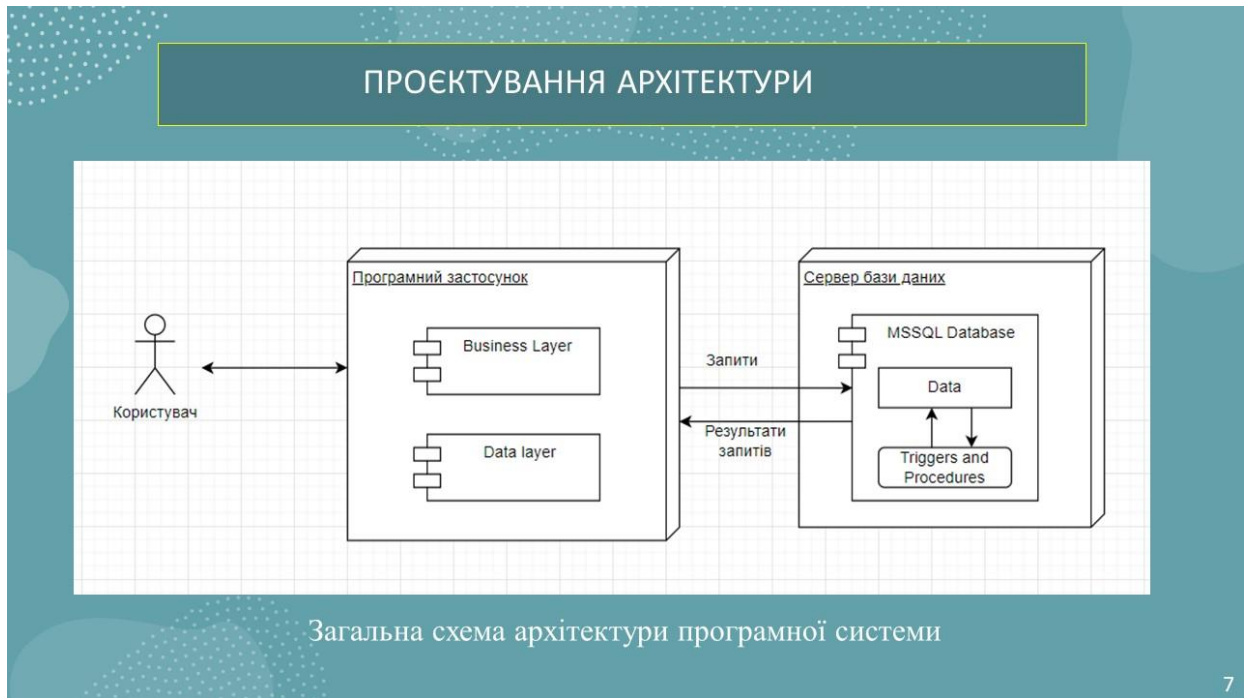 ПРОЄКТУВАННЯ АРХІТЕКТУРИ
Користувач
Програмний застосунок
Business Layer
Data layer
Запити
Результати
запитів
Сервер бази даних
MSSQL Database
Data
Triggers and
Procedures
Загальна схема архітектури програмної системи
7